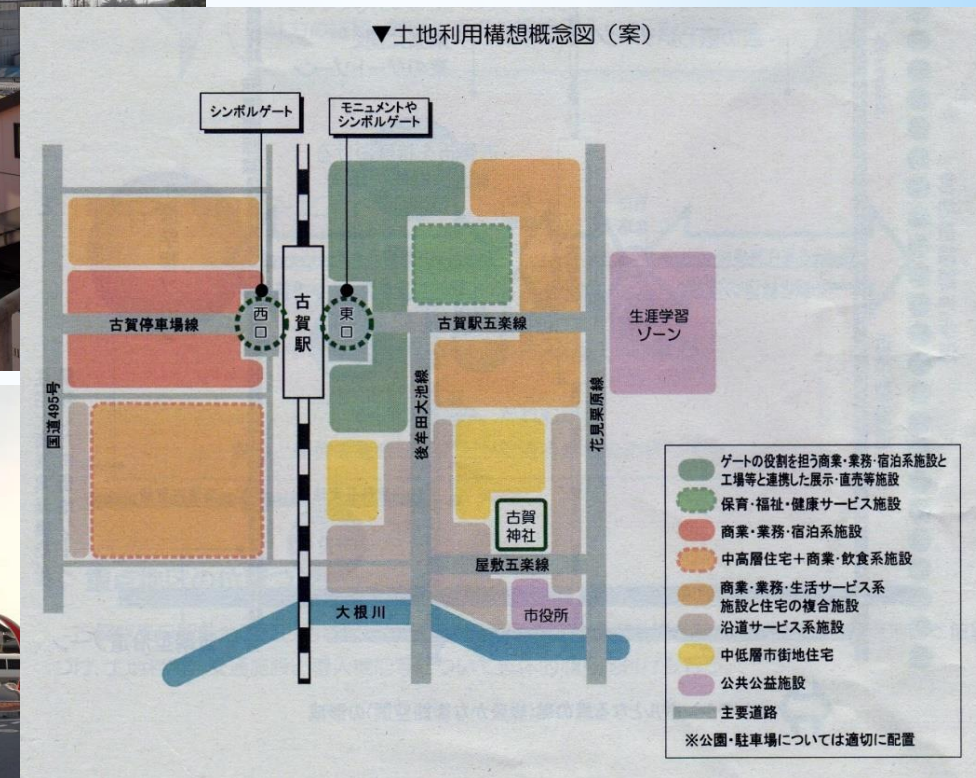 ▼土地利用構想概念図（案）
シンボルゲート
モニュメントや
シンボルゲート
西口
古賀駅
東口
古賀停車場線
古賀駅五楽線
生涯学習
ゾーン
国道495号
後牟田大池線
花見栗原線
古賀
神社
屋敷五楽線
大根川
市役所
ゲートの役割を担う商業・業務・宿泊系施設と
工場等と連携した展示・直売等施設
保育・福祉・健康サービス施設
商業・業務・宿泊系施設
中高層住宅＋商業・飲食系施設
商業・業務・生活サービス系
施設と住宅の複合施設
沿道サービス系施設
中低層市街地住宅
公共公益施設
主要道路
※公園・駐車場については適切に配置